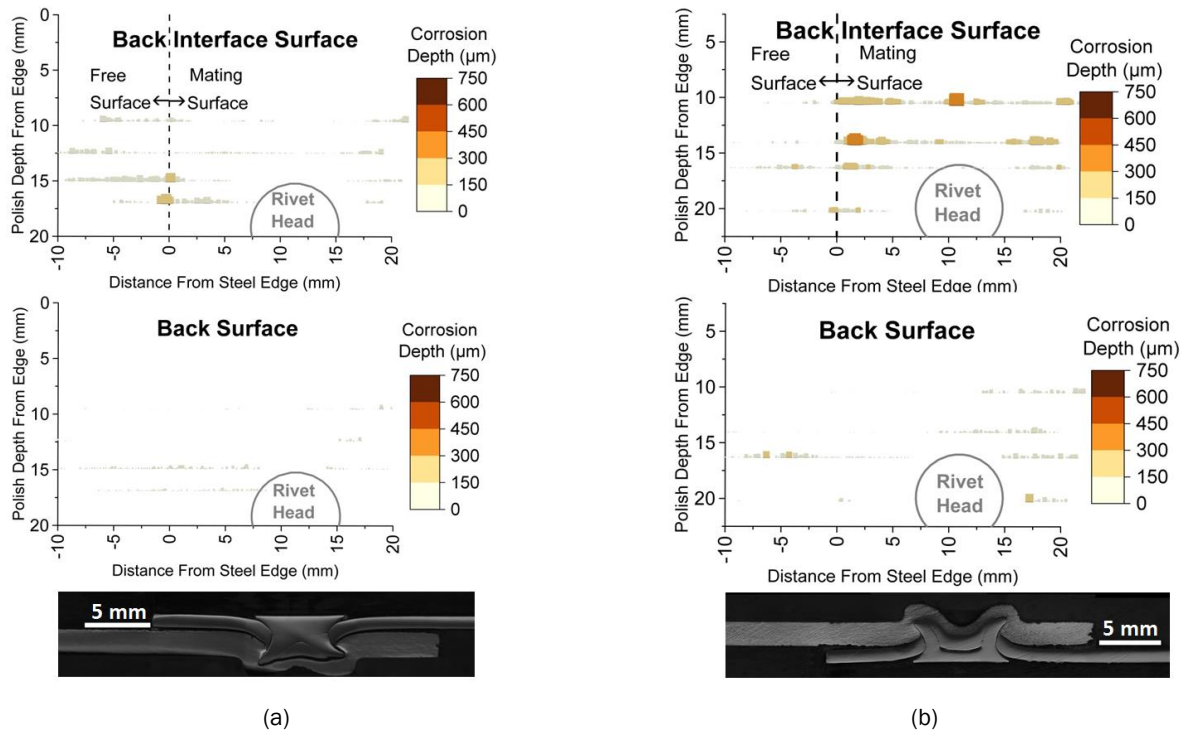 Back Interface Surface
Free
Surface
Mating
Surface
Rivet
Head
Polish Depth From Edge (mm)
0
5
10
15
20
-10
-5
0
5
10
15
20
Distance From Steel Edge (mm)
Corrosion
Depth (µm)
750
600
450
300
150
0
Back Surface
Rivet
Head
Polish Depth From Edge (mm)
0
5
10
15
20
-10
-5
0
5
10
15
20
Distance From Steel Edge (mm)
Corrosion
Depth (µm)
750
600
450
300
150
0
5 mm
(a)
Back Interface Surface
Free
Surface
Mating
Surface
Rivet
Head
Polish Depth From Edge (mm)
5
10
15
20
-10
-5
0
5
10
15
20
Distance From Steel Edge (mm)
Corrosion
Depth (µm)
750
600
450
300
150
0
Back Surface
Rivet
Head
Polish Depth From Edge (mm)
5
10
15
20
-10
-5
0
5
10
15
20
Distance From Steel Edge (mm)
Corrosion
Depth (µm)
750
600
450
300
150
0
5 mm
(b)